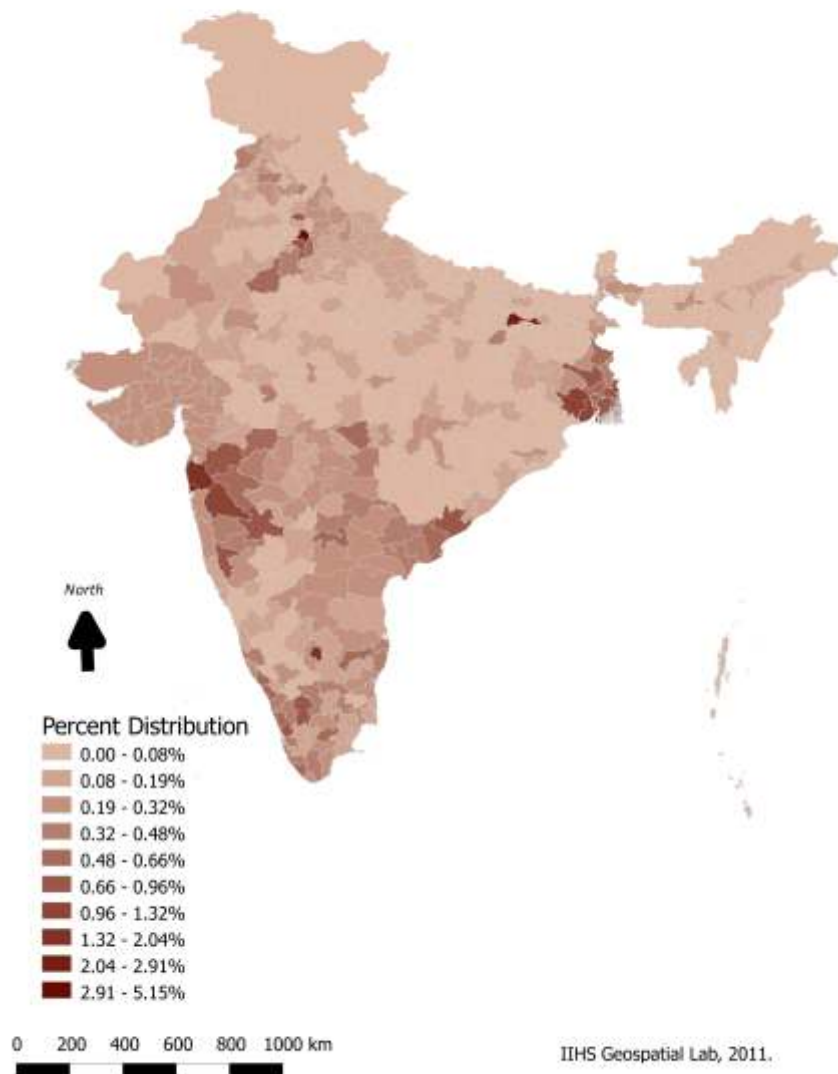 North
Percent Distribution
0.00 - 0.08%
0.08 - 0.19%
0.19 - 0.32%
0.32 - 0.48%
0.48 - 0.66%
0.66 - 0.96%
0.96 - 1.32%
1.32 - 2.04%
2.04 - 2.91%
2.91 - 5.15%
0 200 400 600 800 1000 km
IIHS Geospatial Lab, 2011.